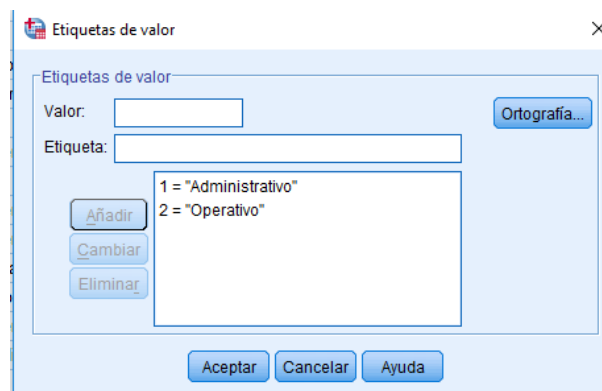 Etiquetas de valor
Etiquetas de valor
Valor:
Ortografía...
Etiqueta:
1 = "Administrativo"
2 = "Operativo"
Añadir
Cambiar
Eliminar
Aceptar Cancelar Ayuda